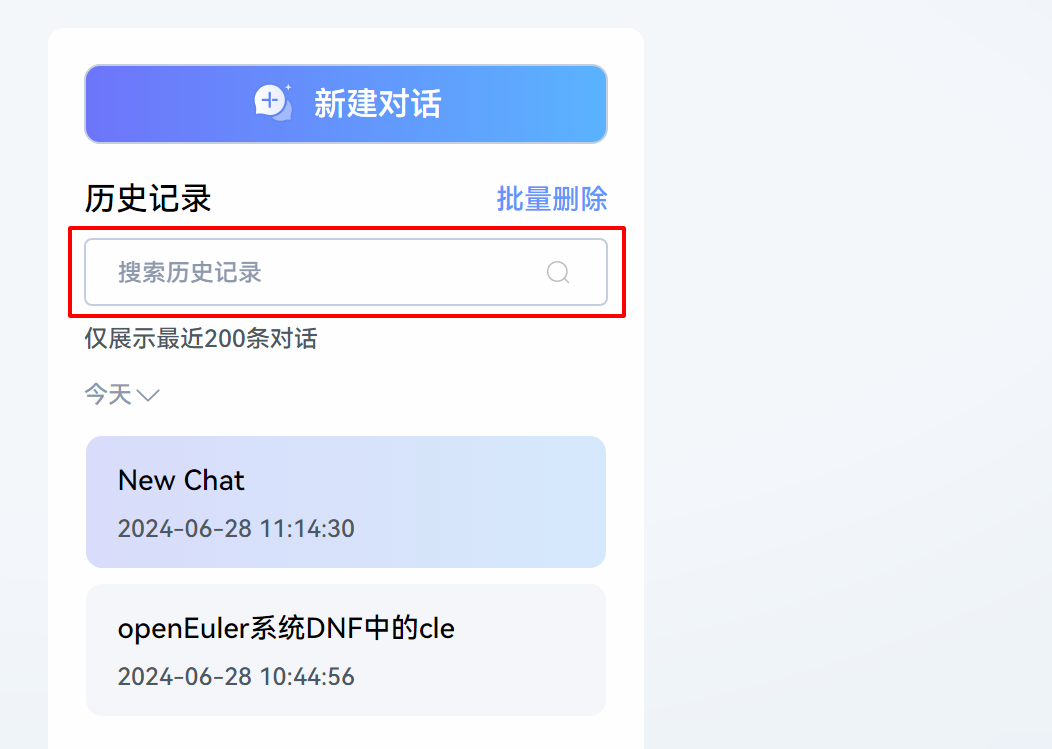 新建对话
历史记录
批量删除
搜索历史记录
仅展示最近200条对话
今天
New Chat
2024-06-28 11:14:30
openEuler系统DNF中的cle
2024-06-28 10:44:56